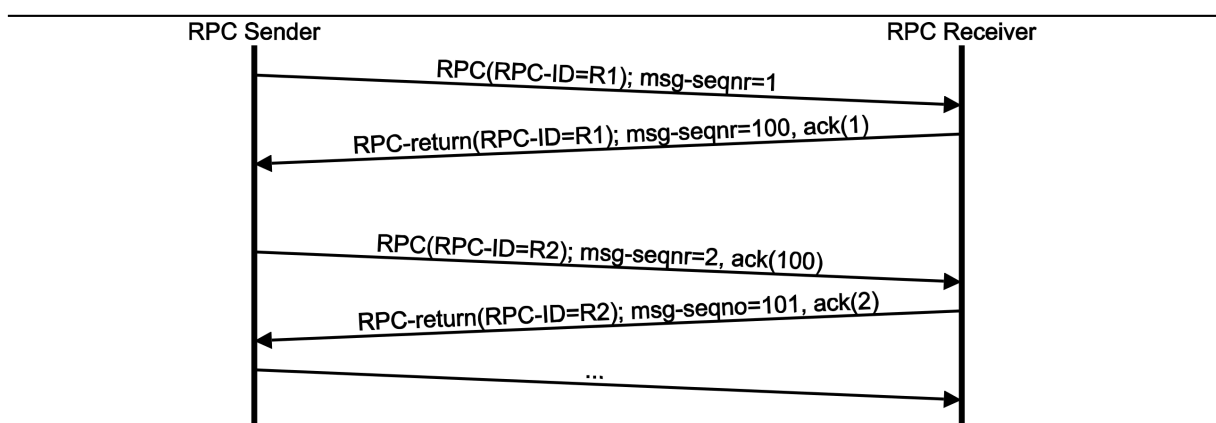 RPC Sender
RPC Receiver
RPC(RPC-ID=R1); msg-seqnr=1
RPC-return(RPC-ID=R1); msg-seqnr=100, ack(1)
RPC(RPC-ID=R2); msg-seqnr=2, ack(100)
RPC-return(RPC-ID=R2); msg-seqno=101, ack(2)
...